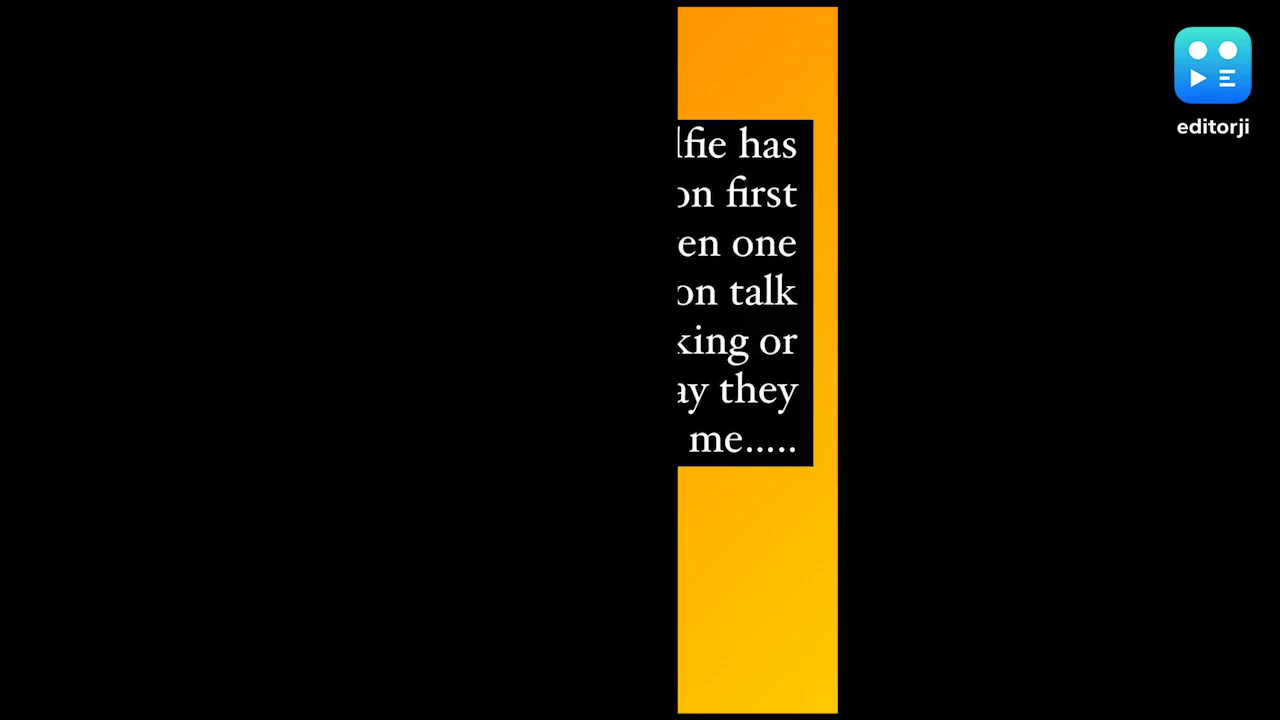 lfie has
on first
en one
on talk
king or
ay they
me.....
editorji